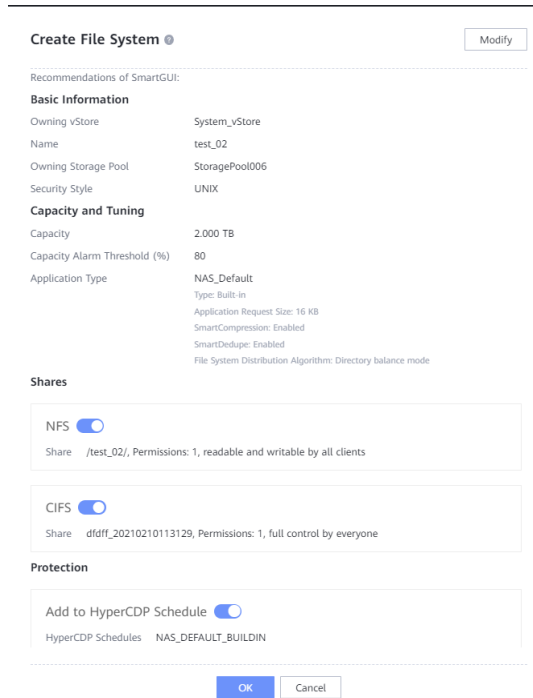 Create File System
Modify
Recommendations of SmartGUI:
Basic Information
Owning vStore System_vStore
Name test_02
Owning Storage Pool StoragePool006
Security Style UNIX
Capacity and Tuning
Capacity 2.000 TB
Capacity Alarm Threshold (%) 80
Application Type NAS_Default
Type: Built-in
Application Request Size: 16 KB
SmartCompression: Enabled
SmartDedupe: Enabled
File System Distribution Algorithm: Directory balance mode
Shares
NFS
Share /test_02/, Permissions: 1, readable and writable by all clients
CIFS
Share dfdff_20210210113129, Permissions: 1, full control by everyone
Protection
Add to HyperCDP Schedule
HyperCDP Schedules NAS_DEFAULT_BUILDIN
OK Cancel